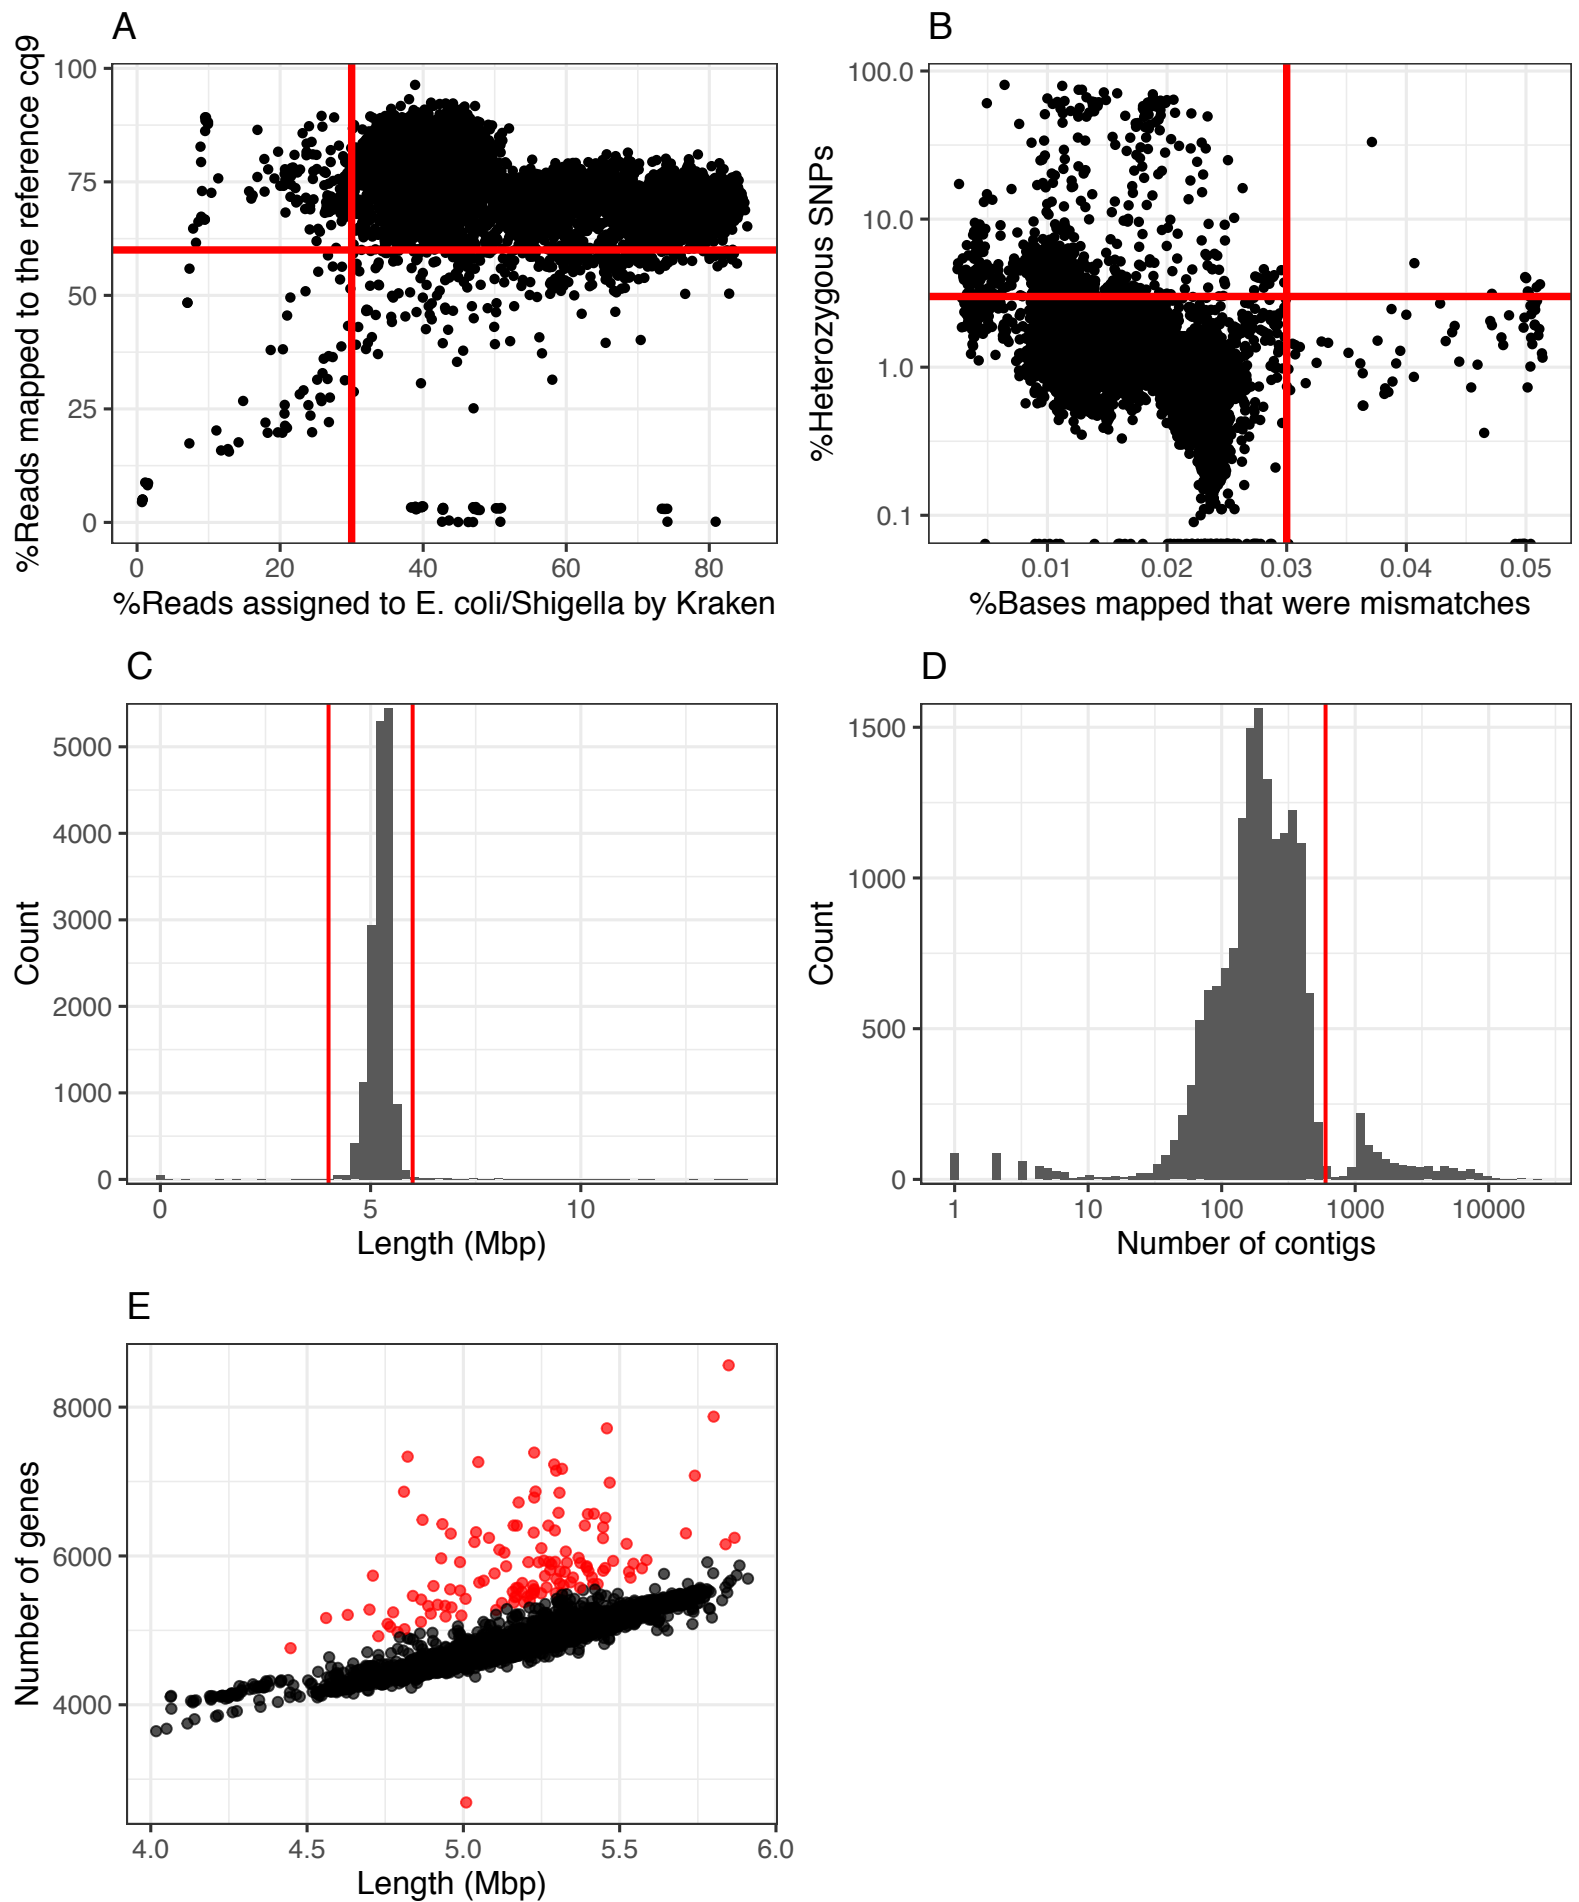 A
%Reads mapped to the reference cq9
100
75
50
25
0
0 20 40 60 80
%Reads assigned to E. coli/Shigella by Kraken
B
%Heterozygous SNPs
100.0
10.0
1.0
0.1
0.01 0.02 0.03 0.04 0.05
%Bases mapped that were mismatches
C
Count
5000
4000
3000
2000
1000
0
0 5 10
Length (Mbp)
D
Count
1500
1000
500
0
1 10 100 1000 10000
Number of contigs
E
Number of genes
8000
6000
4000
4.0 4.5 5.0 5.5 6.0
Length (Mbp)